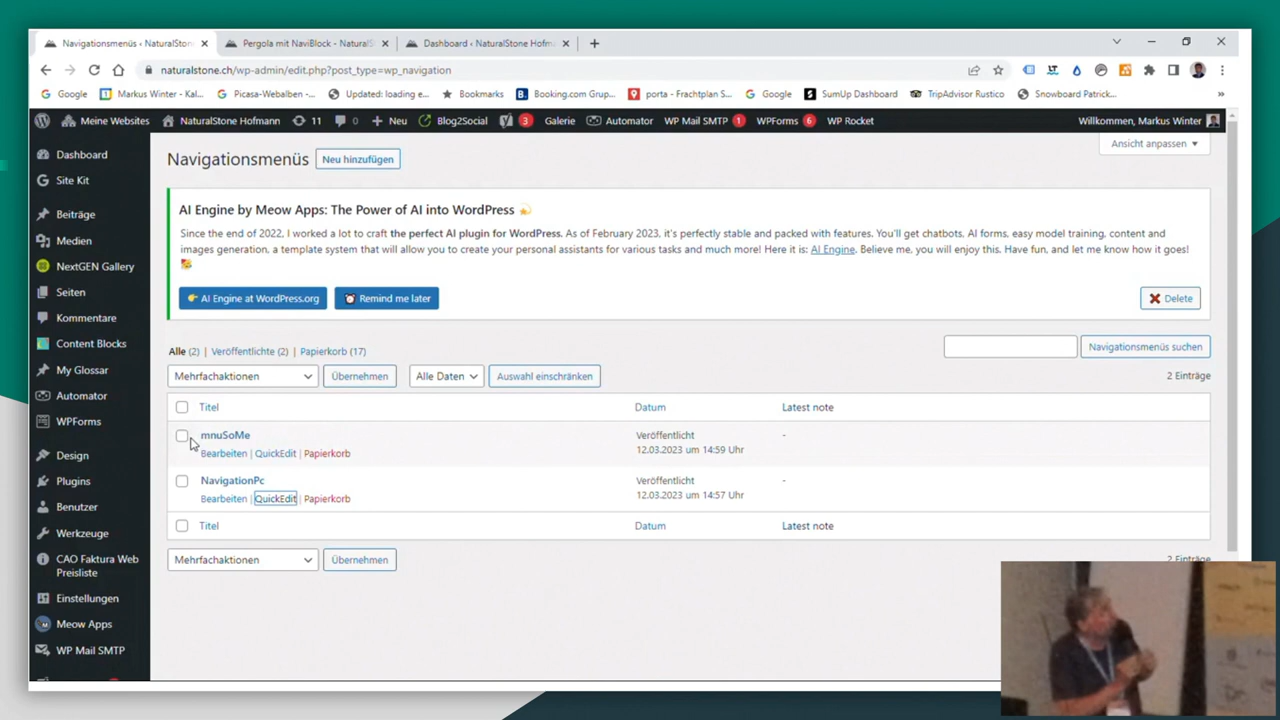 Navigationsmenüs ‹ NaturalSton
Pergola mit NaviBlock - NaturalS
Dashboard ‹ NaturalStone Hofma
naturalstone.ch/wp-admin/edit.php?post_type=wp_navigation
Google
Markus Winter - Kal...
Picasa-Webalben -...
Updated: loading e...
Bookmarks
Booking.com Grup...
porta - Frachtplan S...
Google
SumUp Dashboard
TripAdvisor Rustico
Snowboard Patrick...
»
Meine Websites
NaturalStone Hofmann
11
0
Neu
Blog2Social
3
Galerie
Automator
WP Mail SMTP 1
WPForms 6
WP Rocket
Willkommen, Markus Winter
Dashboard
Site Kit
Beiträge
Medien
NextGEN Gallery
Seiten
Kommentare
Content Blocks
My Glossar
Automator
WPForms
Design
Plugins
Benutzer
Werkzeuge
CAO Faktura Web
Preisliste
Einstellungen
Meow Apps
WP Mail SMTP
Navigationsmenüs
Neu hinzufügen
Ansicht anpassen
AI Engine by Meow Apps: The Power of AI into WordPress
Since the end of 2022, I worked a lot to craft the perfect AI plugin for WordPress. As of February 2023, it's perfectly stable and packed with features. You'll get chatbots, AI forms, easy model training, content and
images generation, a template system that will allow you to create your personal assistants for various tasks and much more! Here it is: AI Engine. Believe me, you will enjoy this. Have fun, and let me know how it goes!
AI Engine at WordPress.org
Remind me later
Delete
Alle (2) | Veröffentlichte (2) | Papierkorb (17)
Navigationsmenüs suchen
Mehrfachaktionen
Übernehmen
Alle Daten
Auswahl einschränken
2 Einträge
Titel
Datum
Latest note
mnuSoMe
Bearbeiten | QuickEdit | Papierkorb
Veröffentlicht
12.03.2023 um 14:59 Uhr
-
NavigationPc
Bearbeiten | QuickEdit | Papierkorb
Veröffentlicht
12.03.2023 um 14:57 Uhr
-
Titel
Datum
Latest note
Mehrfachaktionen
Übernehmen
2 Einträge